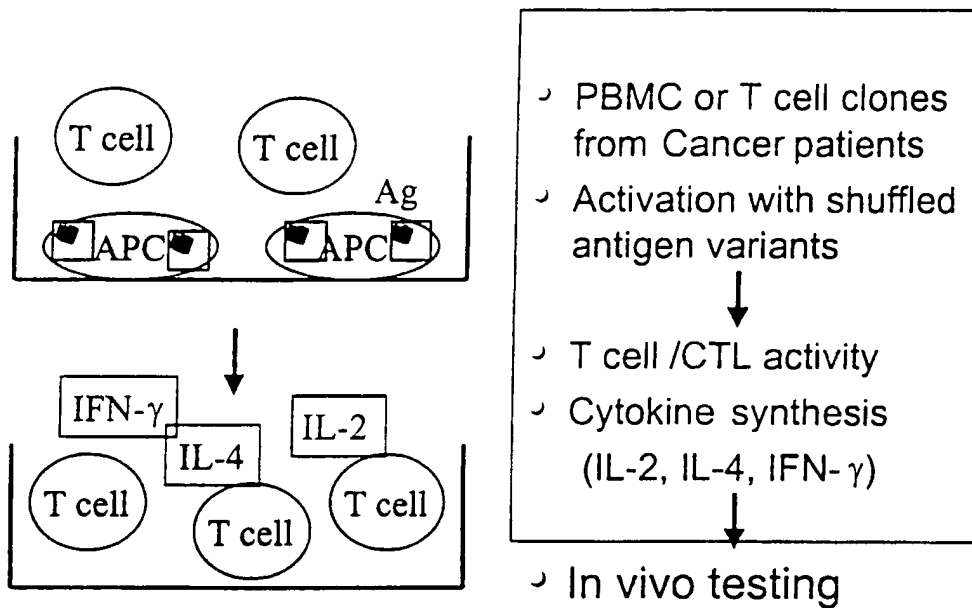 T cell
T cell
Ag
APC
APC
IFN-γ
IL-4
IL-2
T cell
T cell
T cell
PBMC or T cell clones
from Cancer patients
Activation with shuffled
antigen variants
T cell /CTL activity
Cytokine synthesis
(IL-2, IL-4, IFN- γ)
In vivo testing